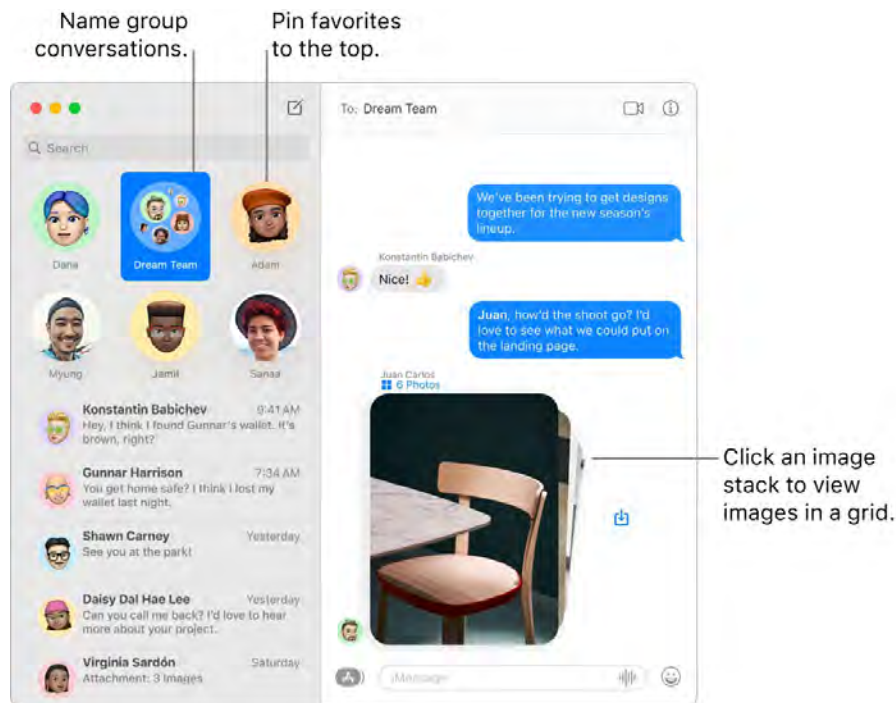 Name group
conversations.
Pin favorites
to the top.
Search
Dana
Dream Team
Adam
Myung
Jamil
Sanaa
Konstantin Babichev 9:41 AM
Hey, I think I found Gunnar's wallet. It's
brown, right?
Gunnar Harrison 7:34 AM
You get home safe? I think I lost my
wallet last night.
Shawn Carney Yesterday
See you at the park!
Daisy Dal Hae Lee Yesterday
Can you call me back? I'd love to hear
more about your project.
Virginia Sardón Saturday
Attachment: 3 Images
To: Dream Team
We've been trying to get designs
together for the new season's
lineup.
Konstantin Babichev
Nice! 👍
Juan, how'd the shoot go? I'd
love to see what we could put on
the landing page.
Juan Carlos
6 Photos
iMessage
Click an image
stack to view
images in a grid.